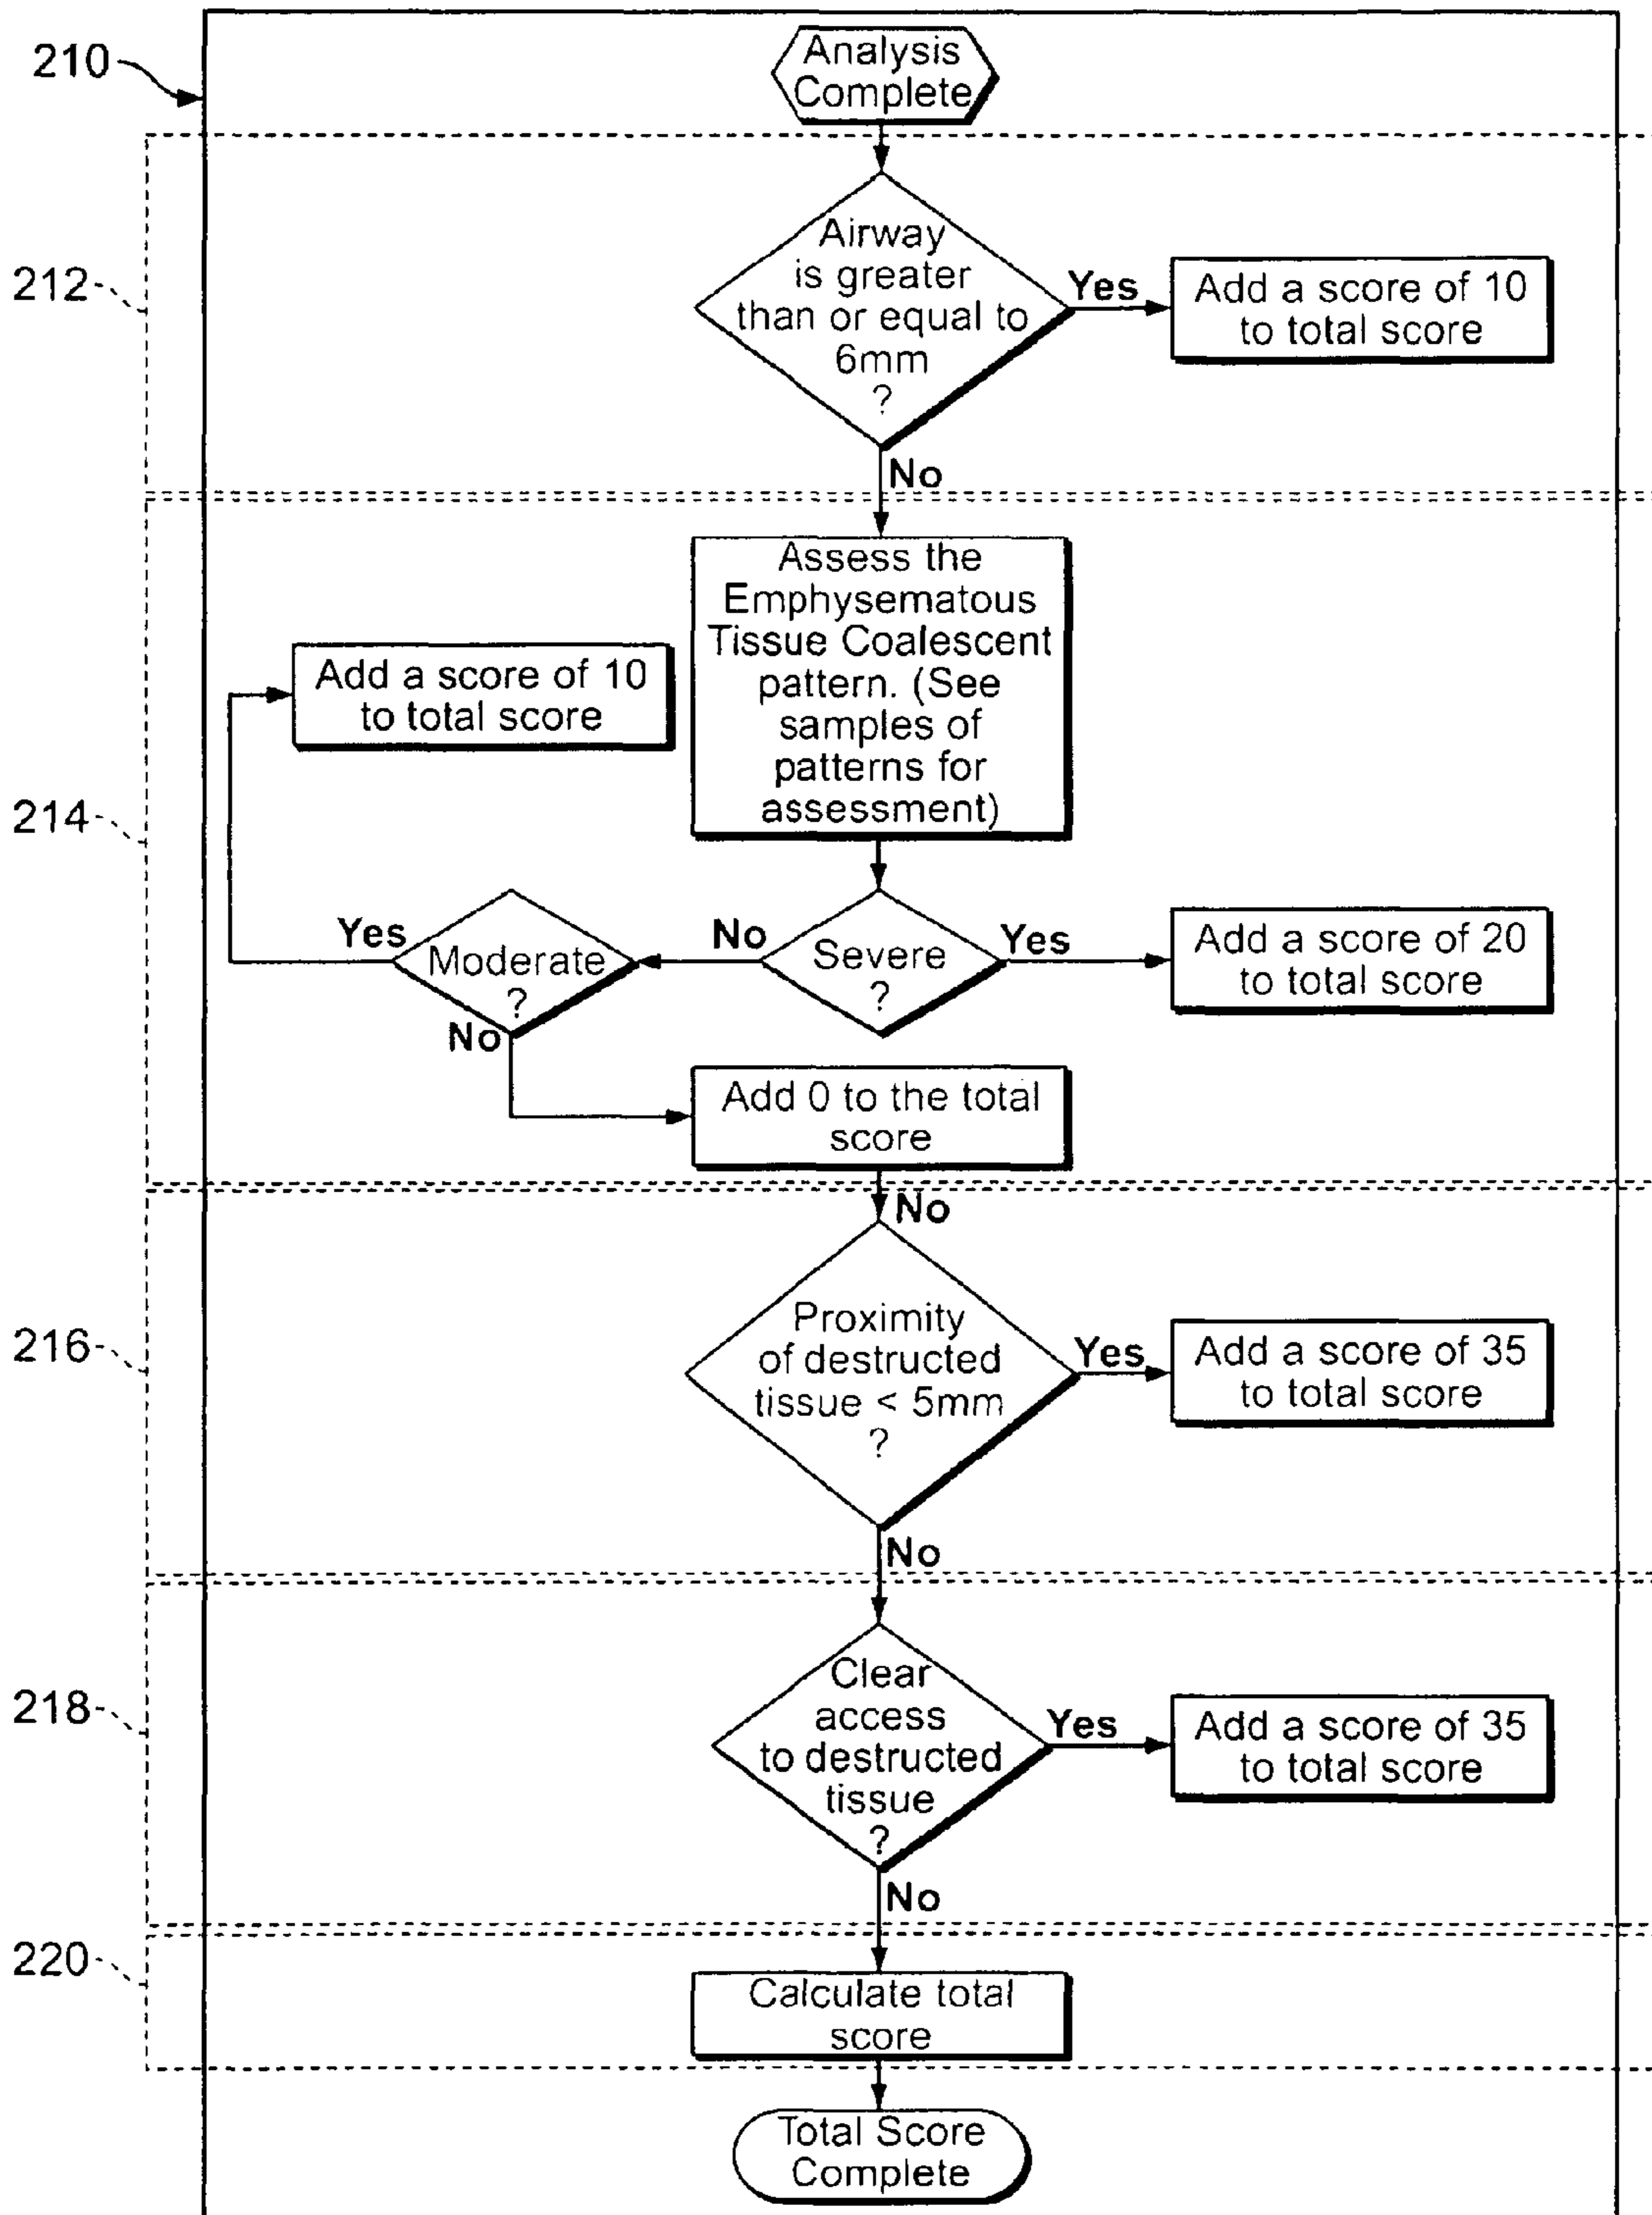 210
Analysis
Complete
212
Airway
is greater
than or equal to
6mm
?
Yes
Add a score of 10
to total score
No
214
Assess the
Emphysematous
Tissue Coalescent
pattern. (See
samples of
patterns for
assessment)
Add a score of 10
to total score
Yes
Moderate
?
No
Severe
?
Yes
Add a score of 20
to total score
No
Add 0 to the total
score
No
216
Proximity
of destructed
tissue < 5mm
?
Yes
Add a score of 35
to total score
No
218
Clear
access
to destructed
tissue
?
Yes
Add a score of 35
to total score
No
220
Calculate total
score
Total Score
Complete